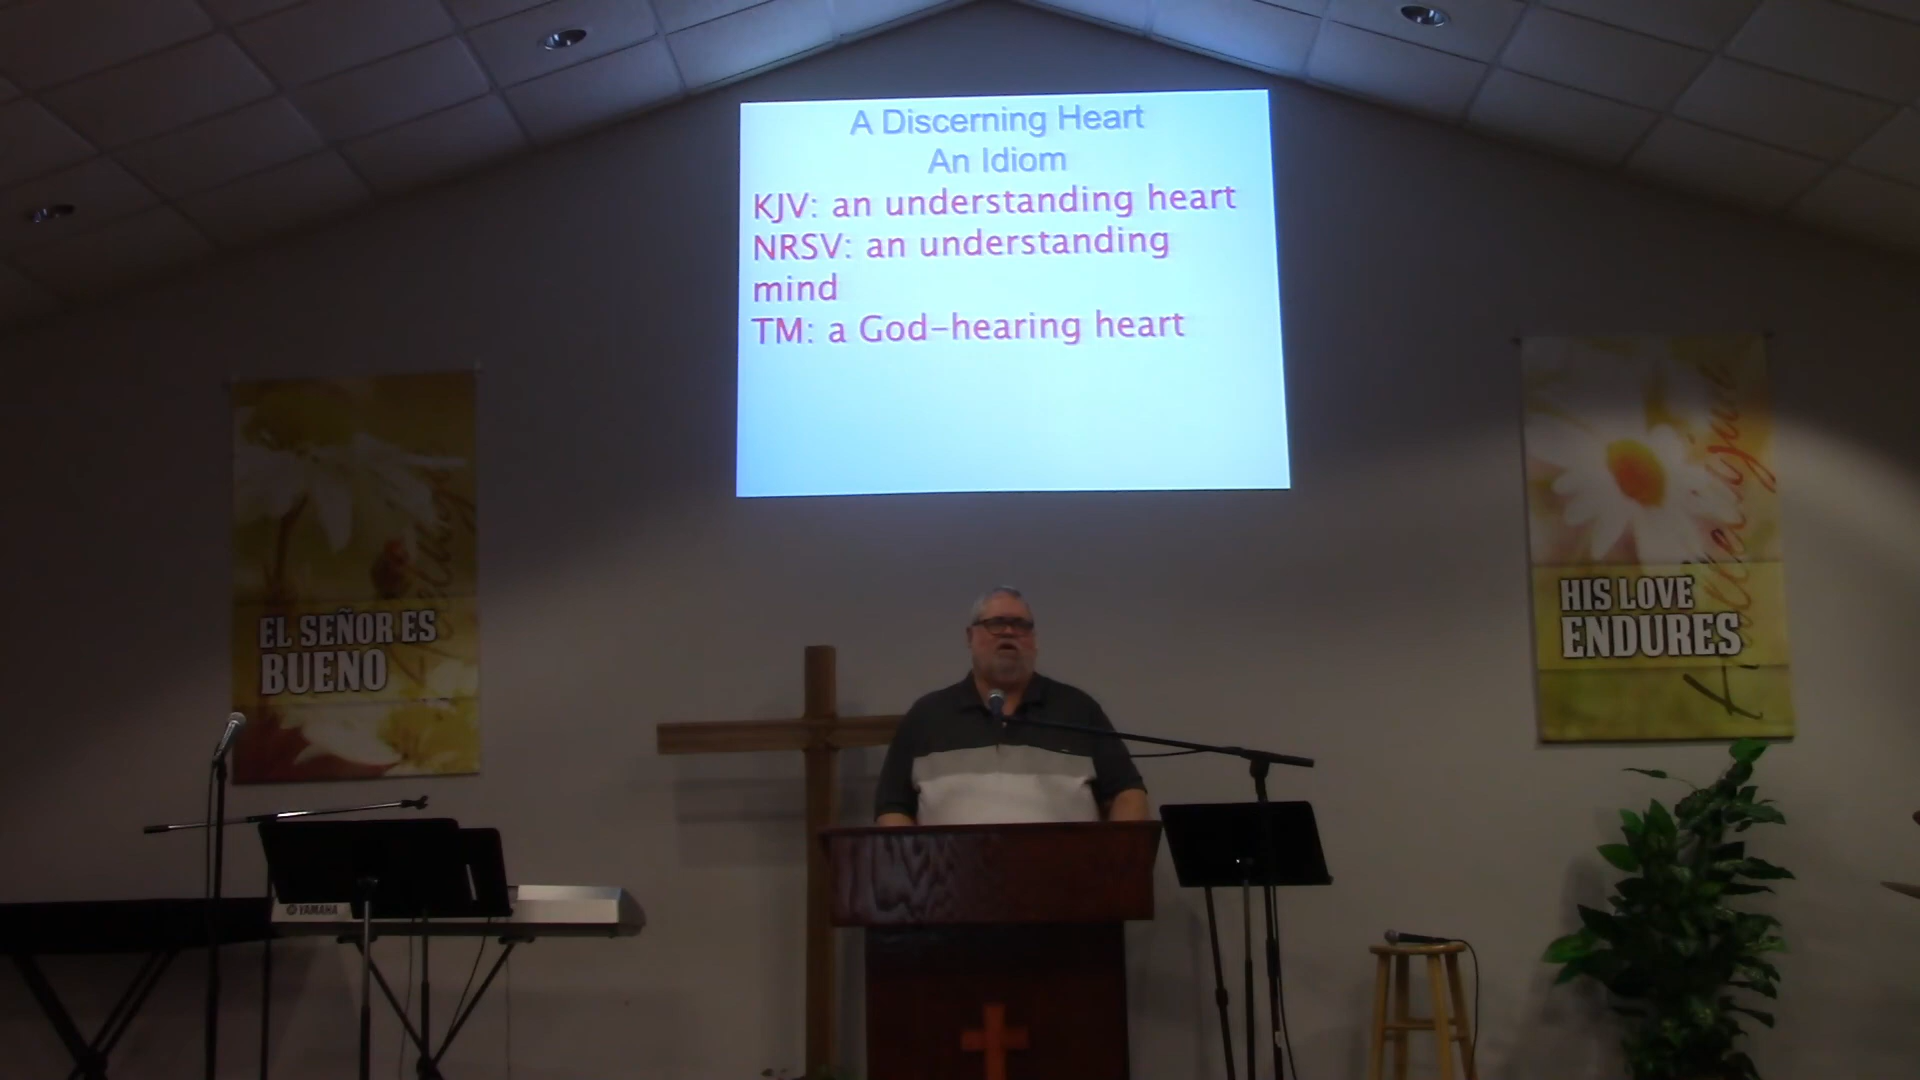 A Discerning Heart
An Idiom
KJV: an understanding heart
NRSV: an understanding
mind
TM: a God-hearing heart
EL SEÑOR ES
BUENO
HIS LOVE
ENDURES
Hallelujah
YAMAHA